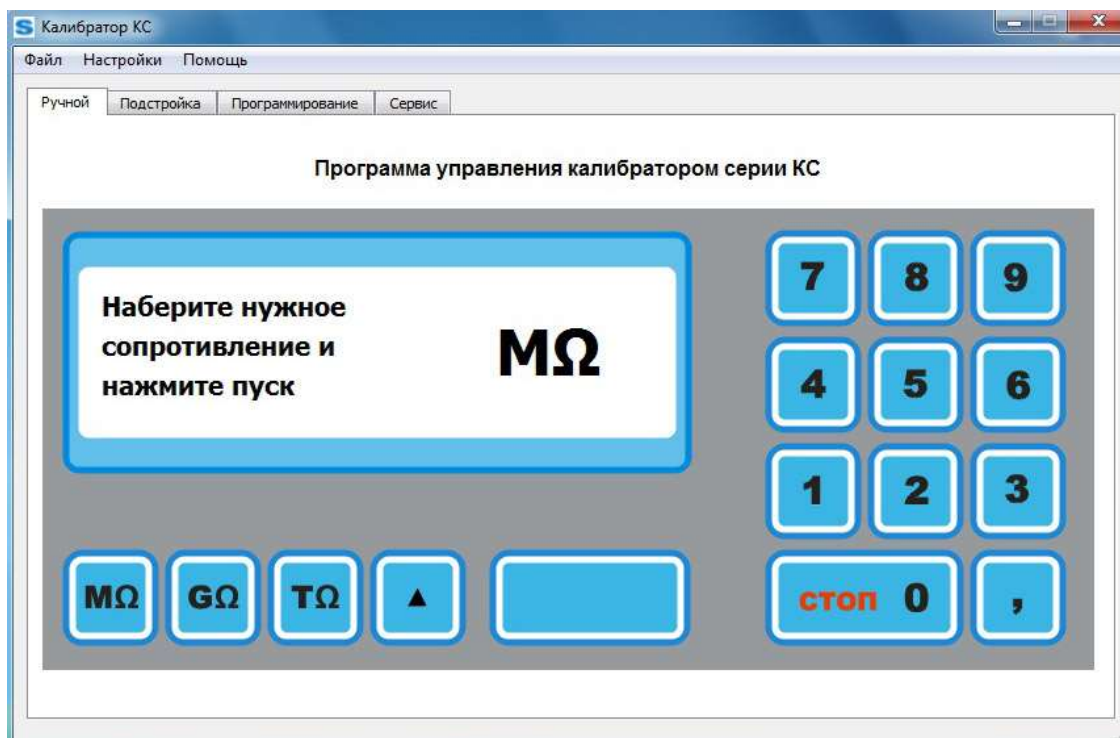 S Калибратор КС
Файл Настройки Помощь
Ручной Подстройка Программирование Сервис
Программа управления калибратором серии КС
Наберите нужное
сопротивление и
нажмите пуск
MΩ
7 8 9
4 5 6
1 2 3
MΩ GΩ TΩ ▲ стоп 0 ,